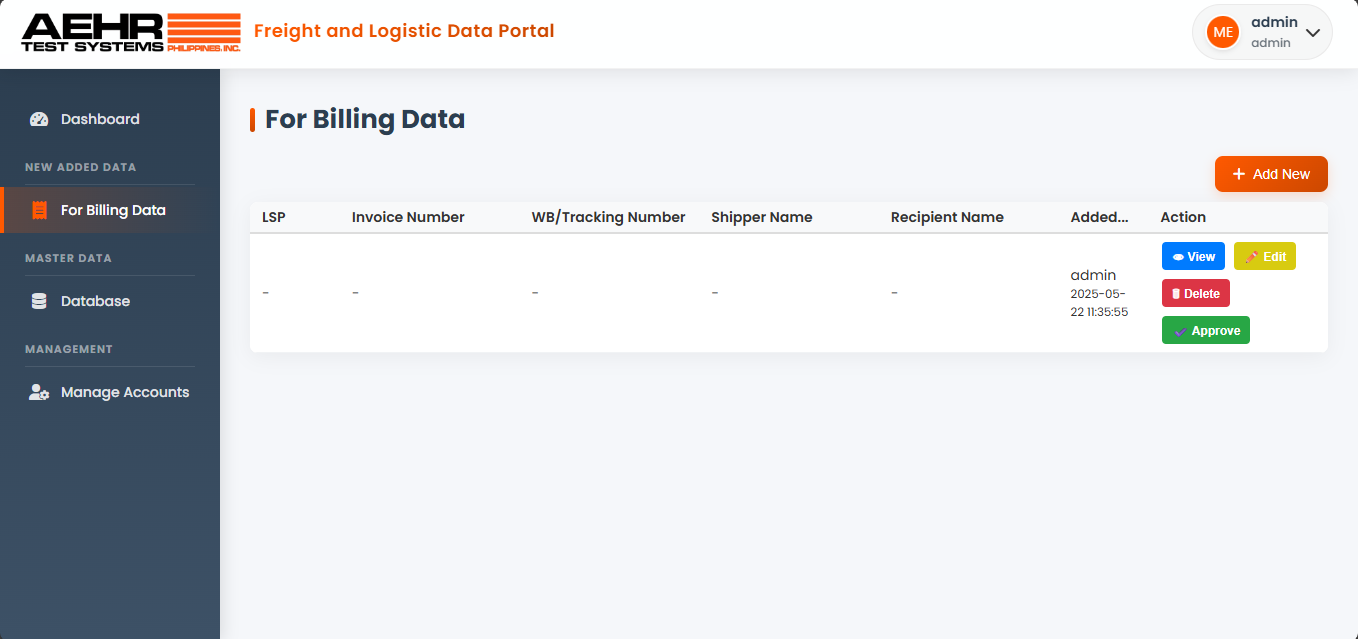 AEHR
TEST SYSTEMS PHILIPPINES, INC.
Freight and Logistic Data Portal
ME
admin
admin
Dashboard
NEW ADDED DATA
For Billing Data
MASTER DATA
Database
MANAGEMENT
Manage Accounts
For Billing Data
+ Add New
LSP Invoice Number WB/Tracking Number Shipper Name Recipient Name Added... Action
- - - - -
admin
2025-05-
22 11:35:55
View Edit
Delete
Approve